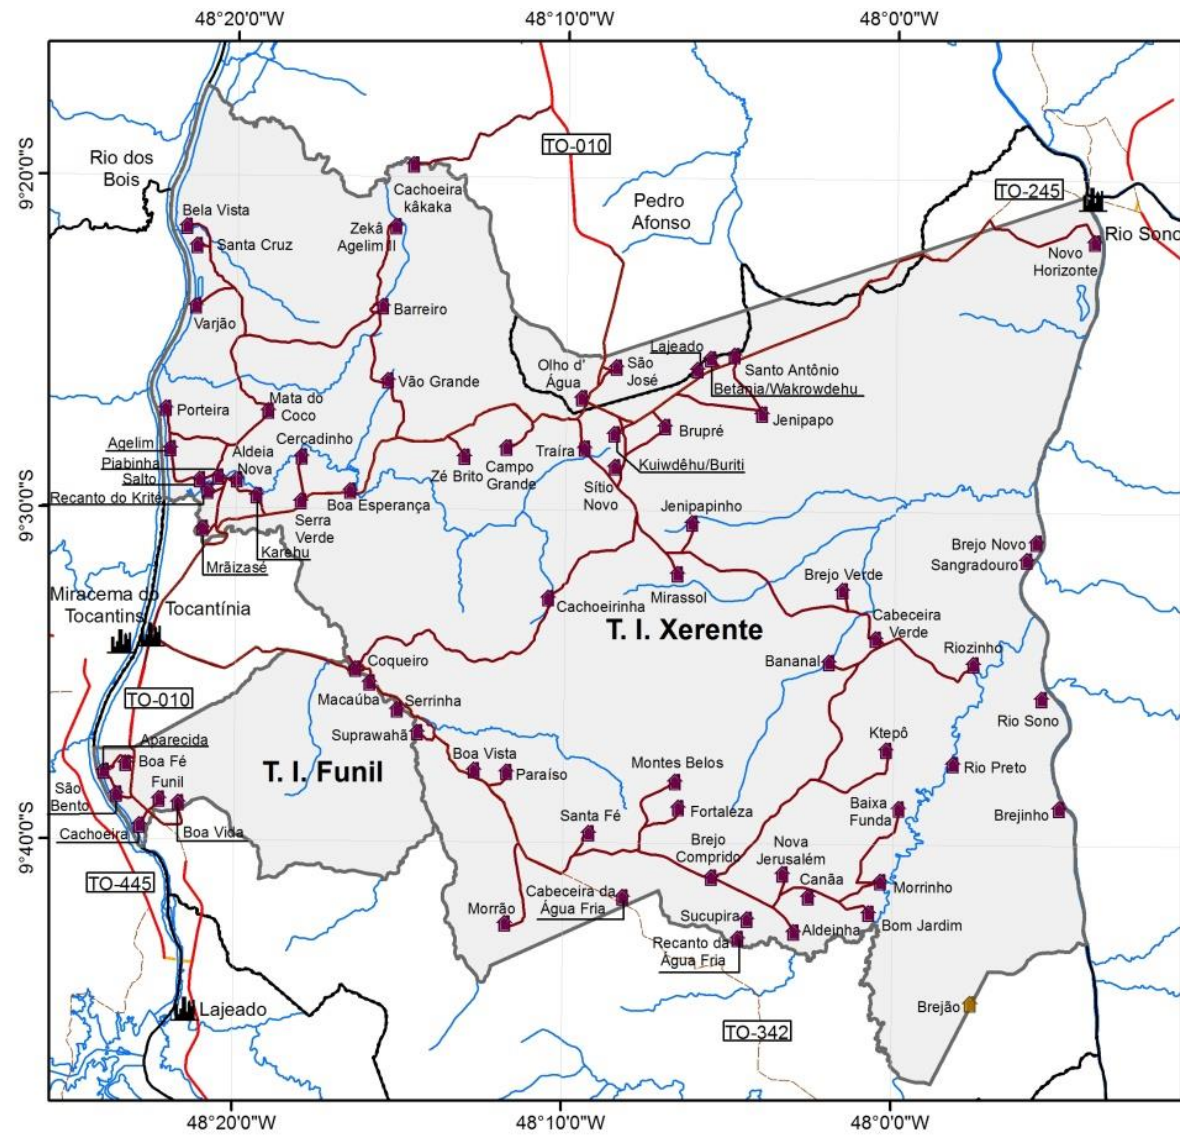 48°20'0"W
48°10'0"W
48°0'0"W
9°20'0"S
9°30'0"S
9°40'0"S
TO-010
TO-245
Rio dos
Bois
Pedro
Afonso
Rio Sono
Novo
Horizonte
Cachoeira
kâkaka
Bela Vista
Santa Cruz
Zekâ
Agelim II
Varjão
Barreiro
Vão Grande
Olho d'
Água
São
José
Lajeado
Santo Antônio
Betania/Wakrowdehu
Porteira
Mata do
Coco
Jenipapo
Brupré
Agelim
Cercadinho
Piabinha
Aldeia
Nova
Salto
Recanto do Krité
Traíra
Kuiwdêhu/Buriti
Zé Brito
Campo
Grande
Sítio
Novo
Boa Esperança
Serra
Verde
Jenipapinho
Karehu
Mrãizasé
Brejo Novo
Sangradouro
Miracema do
Tocantins
Tocantínia
Mirassol
Brejo Verde
Cachoeirinha
T. I. Xerente
Cabeceira
Verde
Riozinho
Bananal
Coqueiro
Macaúba
Serrinha
Suprawahã
TO-010
Rio Sono
Aparecida
Boa Fé
Funil
T. I. Funil
Boa Vista
Paraíso
Montes Belos
Ktepô
Rio Preto
São
Bento
Cachoeira
Boa Vida
Santa Fé
Fortaleza
Baixa
Funda
Brejinho
Brejo
Comprido
Nova
Jerusalém
TO-445
Canãa
Morrinho
Cabeceira da
Água Fria
Morrão
Sucupira
Aldeinha
Bom Jardim
Recanto da
Água Fria
Lajeado
TO-342
Brejão
48°20'0"W
48°10'0"W
48°0'0"W